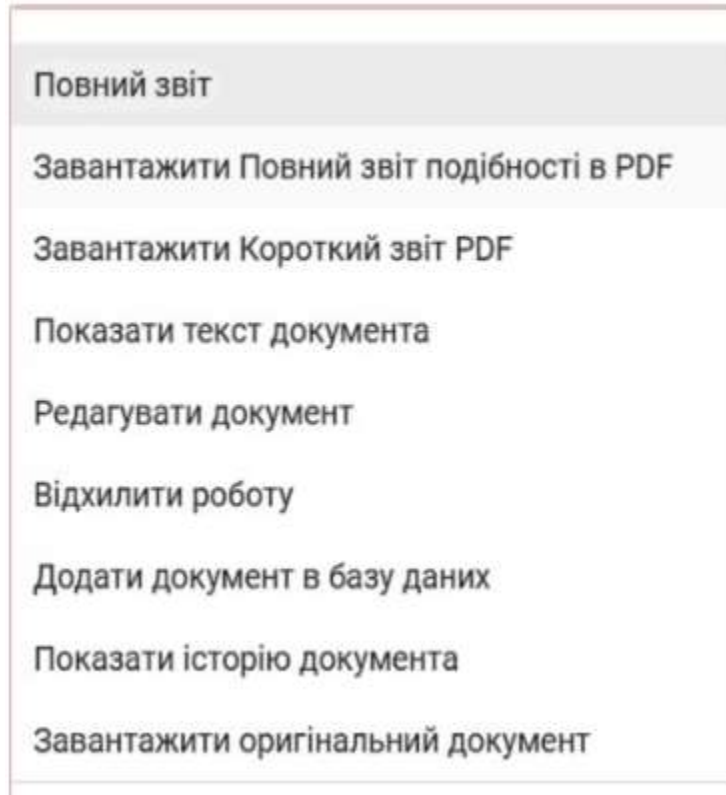 Повний звіт
Завантажити Повний звіт подібності в PDF
Завантажити Короткий звіт PDF
Показати текст документа
Редагувати документ
Відхилити роботу
Додати документ в базу даних
Показати історію документа
Завантажити оригінальний документ